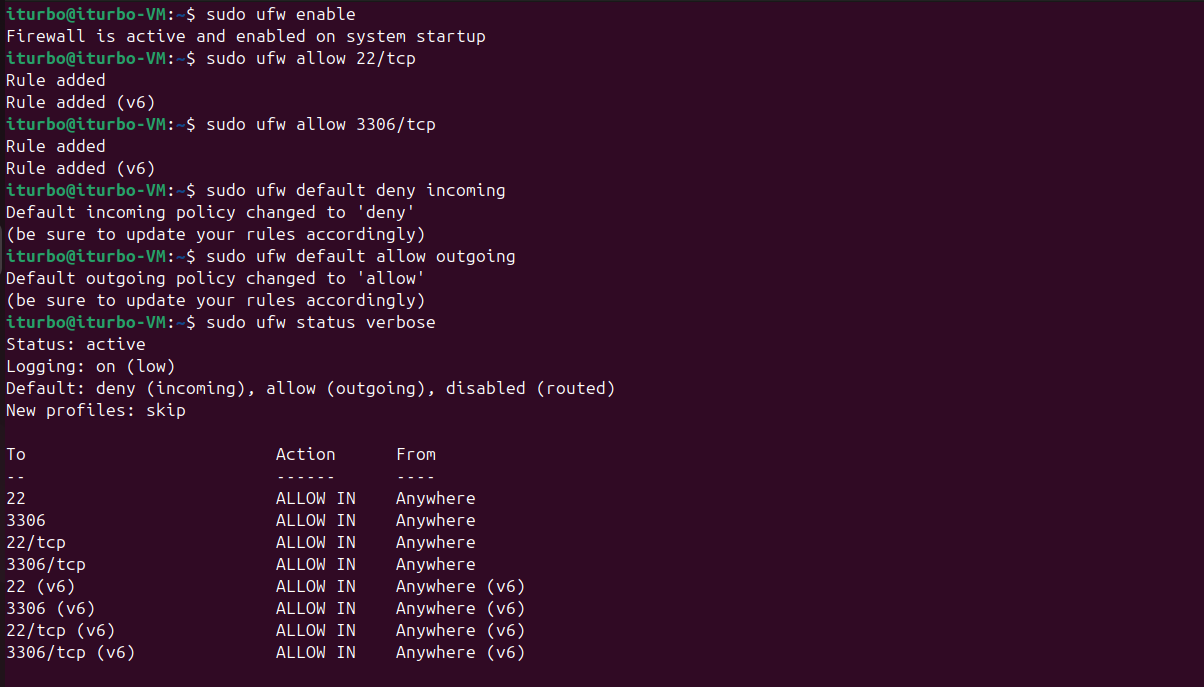 iturbo@iturbo-VM:~$ sudo ufw enable
Firewall is active and enabled on system startup
iturbo@iturbo-VM:~$ sudo ufw allow 22/tcp
Rule added
Rule added (v6)
iturbo@iturbo-VM:~$ sudo ufw allow 3306/tcp
Rule added
Rule added (v6)
iturbo@iturbo-VM:~$ sudo ufw default deny incoming
Default incoming policy changed to 'deny'
(be sure to update your rules accordingly)
iturbo@iturbo-VM:~$ sudo ufw default allow outgoing
Default outgoing policy changed to 'allow'
(be sure to update your rules accordingly)
iturbo@iturbo-VM:~$ sudo ufw status verbose
Status: active
Logging: on (low)
Default: deny (incoming), allow (outgoing), disabled (routed)
New profiles: skip

To                         Action      From
--                         ------      ----
22                         ALLOW IN    Anywhere
3306                       ALLOW IN    Anywhere
22/tcp                     ALLOW IN    Anywhere
3306/tcp                   ALLOW IN    Anywhere
22 (v6)                    ALLOW IN    Anywhere (v6)
3306 (v6)                  ALLOW IN    Anywhere (v6)
22/tcp (v6)                ALLOW IN    Anywhere (v6)
3306/tcp (v6)              ALLOW IN    Anywhere (v6)